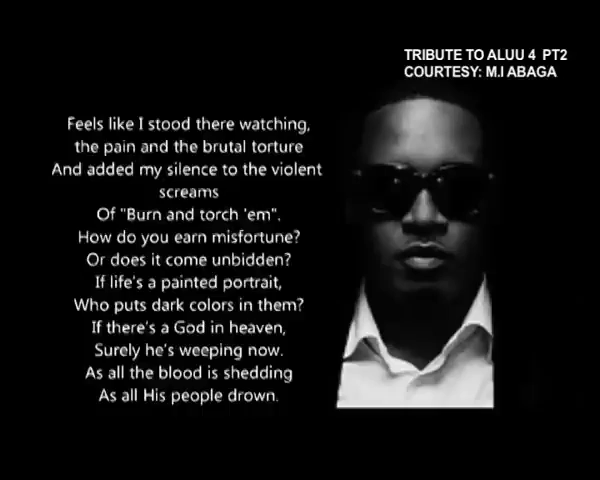 TRIBUTE TO ALUU 4 PT2
COURTESY: M.I ABAGA
Feels like I stood there watching,
the pain and the brutal torture
And added my silence to the violent
screams
Of "Burn and torch 'em".
How do you earn misfortune?
Or does it come unbidden?
If life's a painted portrait,
Who puts dark colors in them?
If there's a God in heaven,
Surely he's weeping now.
As all the blood is shedding
As all His people drown.